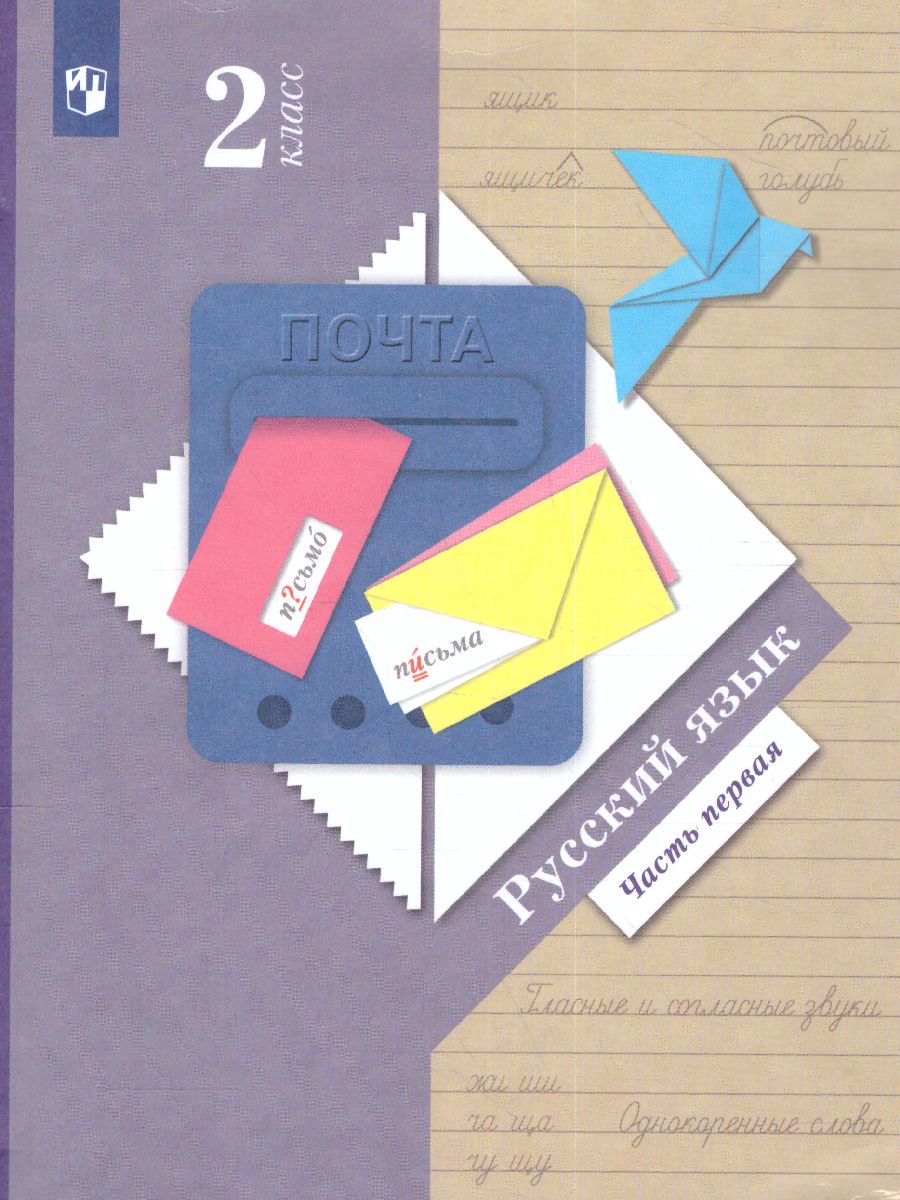 ИП
2
класс
ящик
почтовый
ящичек
голубь
ПОЧТА
п?сьмо́
пи́сьма
Русский язык
Часть первая
Гласные и согласные звуки
жи ши
ча ща
Однокоренные слова
чу щу